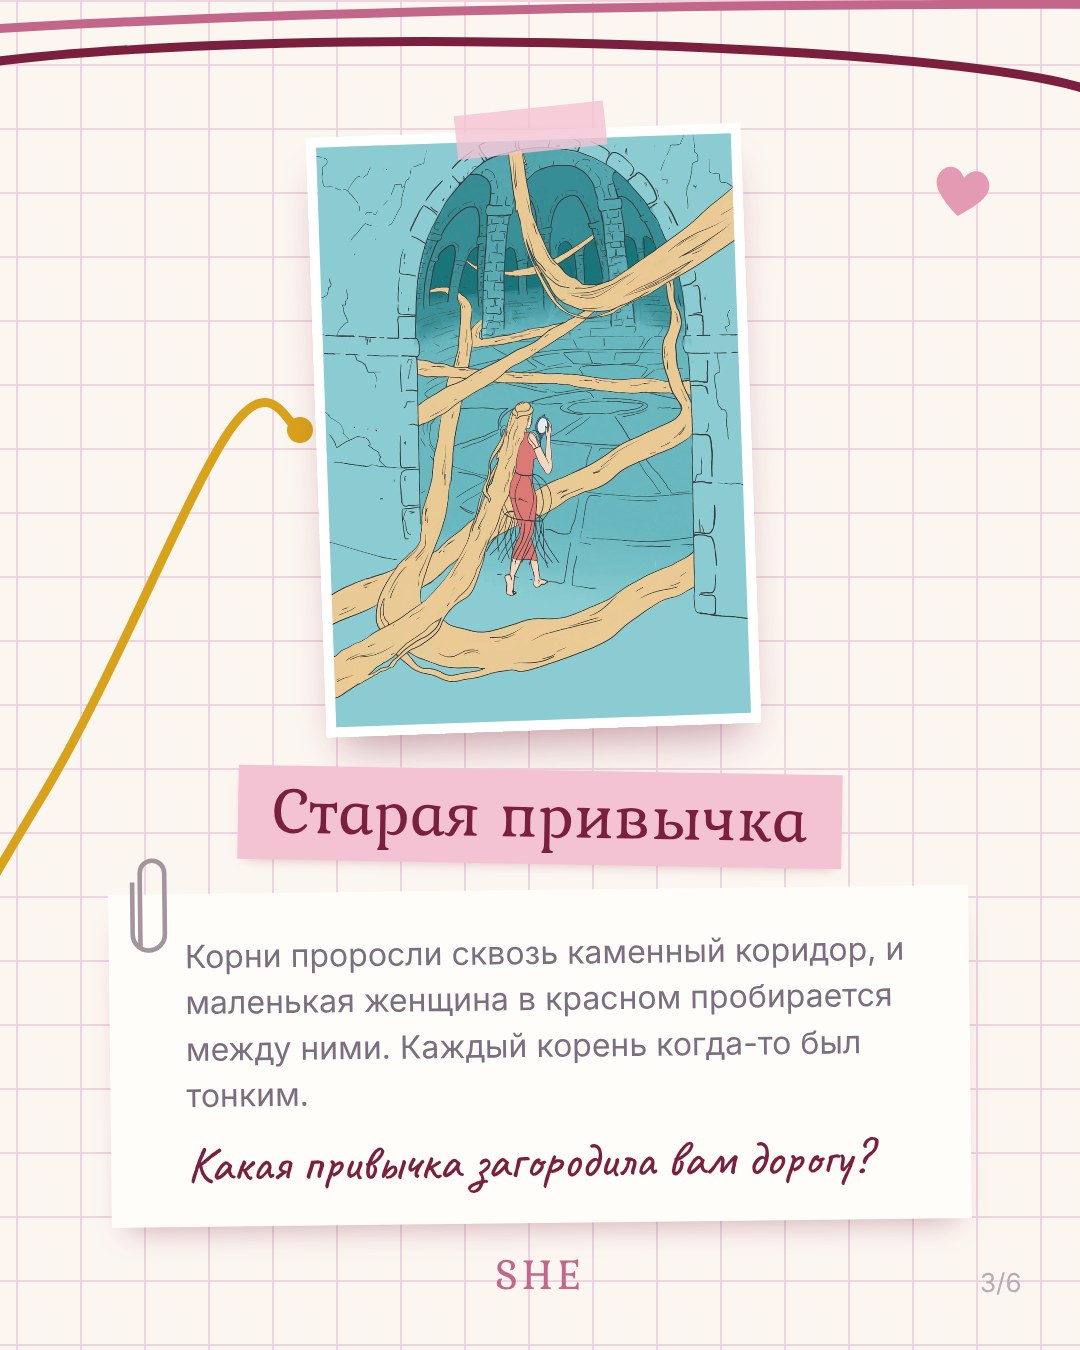 Старая привычка
Корни проросли сквозь каменный коридор, и
маленькая женщина в красном пробирается
между ними. Каждый корень когда-то был
тонким.
Какая привычка загородила вам дорогу?
SHE
3/6